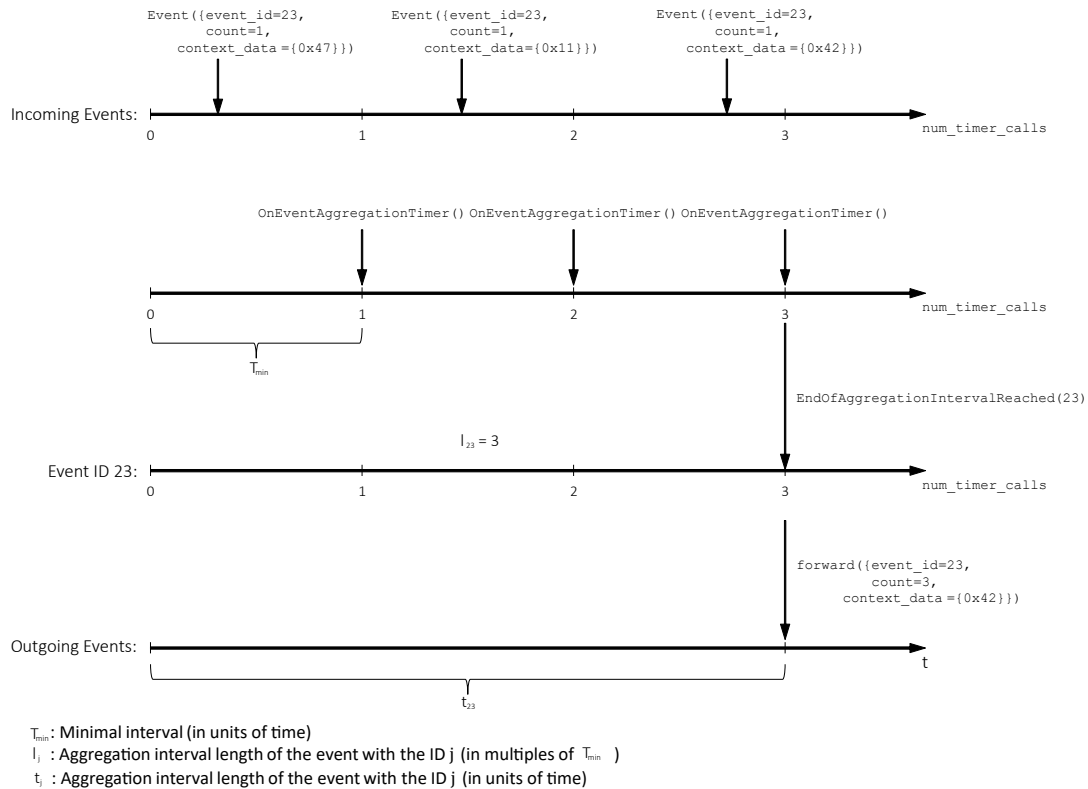 Event({event_id=23,
count=1,
context_data ={0x47}})
Event({event_id=23,
count=1,
context_data={0x11}})
Event({event_id=23,
count=1,
context_data ={0x42}})
Incoming Events:
0 1 2 3
num_timer_calls
OnEventAggregationTimer() OnEventAggregationTimer() OnEventAggregationTimer()
0 1 2 3
num_timer_calls
Tmin
EndOfAggregationIntervalReached(23)
I23 = 3
Event ID 23:
0 1 2 3
num_timer_calls
forward({event_id=23,
count=3,
context_data ={0x42}})
Outgoing Events:
t
t23
Tmin : Minimal interval (in units of time)
Ij : Aggregation interval length of the event with the ID j (in multiples of Tmin )
tj : Aggregation interval length of the event with the ID j (in units of time)